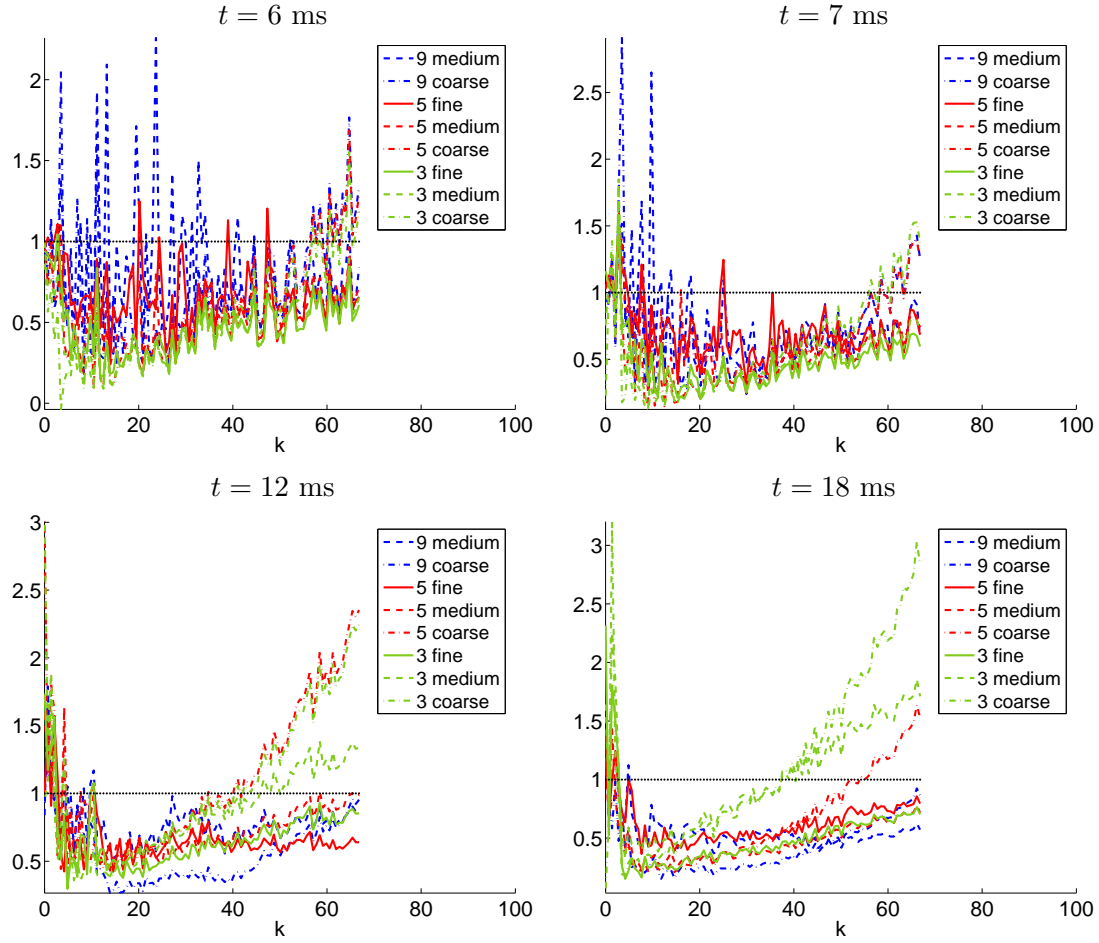 t = 6 ms
2
1.5
1
0.5
0
0
20
40
60
80
100
k
9 medium
9 coarse
5 fine
5 medium
5 coarse
3 fine
3 medium
3 coarse
t = 7 ms
2.5
2
1.5
1
0.5
0
20
40
60
80
100
k
9 medium
9 coarse
5 fine
5 medium
5 coarse
3 fine
3 medium
3 coarse
t = 12 ms
3
2.5
2
1.5
1
0.5
0
20
40
60
80
100
k
9 medium
9 coarse
5 fine
5 medium
5 coarse
3 fine
3 medium
3 coarse
t = 18 ms
3
2.5
2
1.5
1
0.5
0
20
40
60
80
100
k
9 medium
9 coarse
5 fine
5 medium
5 coarse
3 fine
3 medium
3 coarse